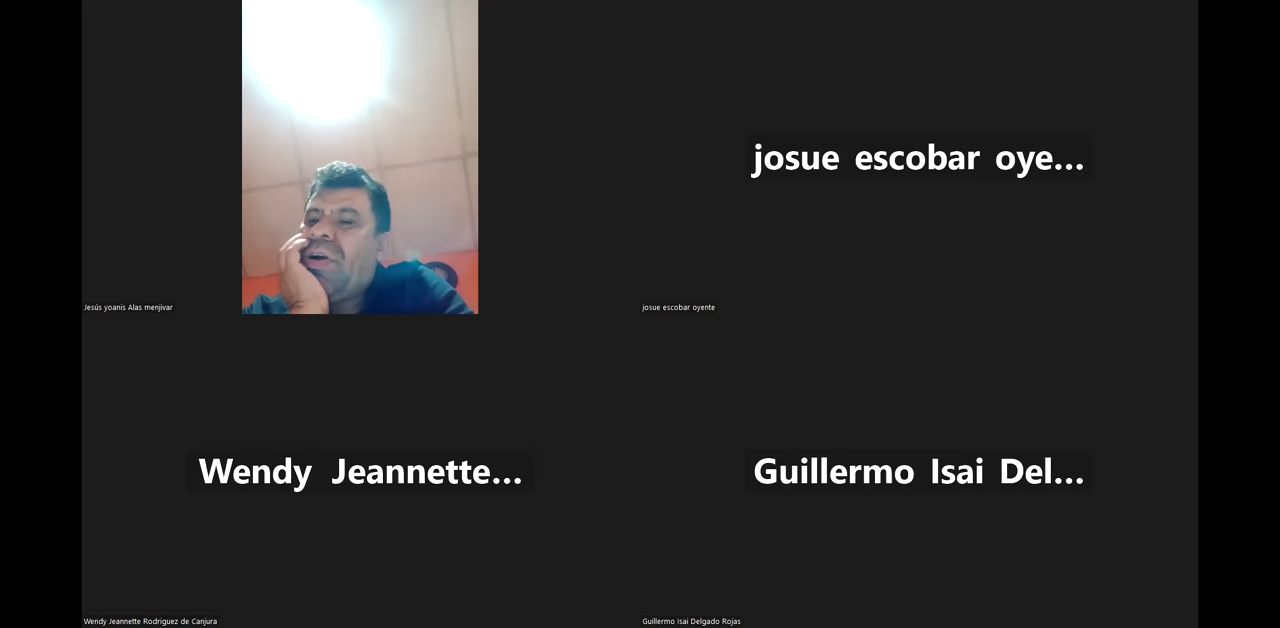 josue escobar oye...
Jesús yoanis Alas menjivar
josue escobar oyente
Wendy Jeannette...
Guillermo Isai Del...
Wendy Jeannette Rodriguez de Canjura
Guillermo Isai Delgado Rojas